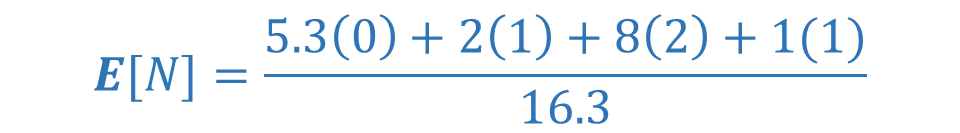 E[N] = 5.3(0) + 2(1) + 8(2) + 1(1)
16.3